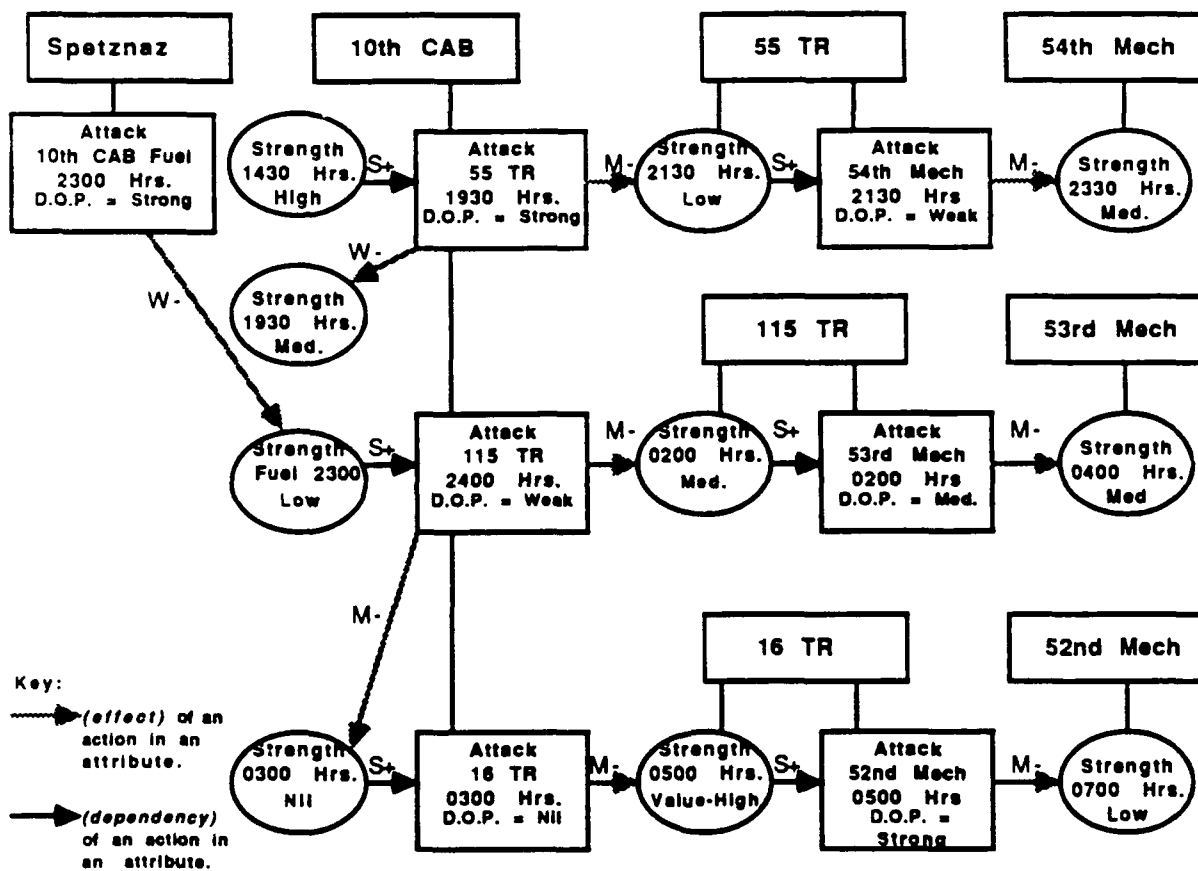 Spetznaz
10th CAB
55 TR
54th Mech
Attack
10th CAB Fuel
2300 Hrs.
D.O.P. = Strong
Strength
1430 Hrs.
High
S+
Attack
55 TR
1930 Hrs.
D.O.P. = Strong
M-
Strength
2130 Hrs.
Low
S+
Attack
54th Mech
2130 Hrs
D.O.P. = Weak
M-
Strength
2330 Hrs.
Med.
W-
W-
Strength
1930 Hrs.
Med.
115 TR
53rd Mech
Strength
Fuel 2300
Low
S+
Attack
115 TR
2400 Hrs.
D.O.P. = Weak
M-
Strength
0200 Hrs.
Med.
S+
Attack
53rd Mech
0200 Hrs
D.O.P. = Med.
M-
Strength
0400 Hrs.
Med
M-
16 TR
52nd Mech
Strength
0300 Hrs.
Nil
S+
Attack
16 TR
0300 Hrs.
D.O.P. = Nil
M-
Strength
0500 Hrs.
Value-High
S+
Attack
52nd Mech
0500 Hrs
D.O.P. =
Strong
M-
Strength
0700 Hrs.
Low
Key:
(effect) of an
action in an
attribute.
(dependency)
of an action in
an attribute.